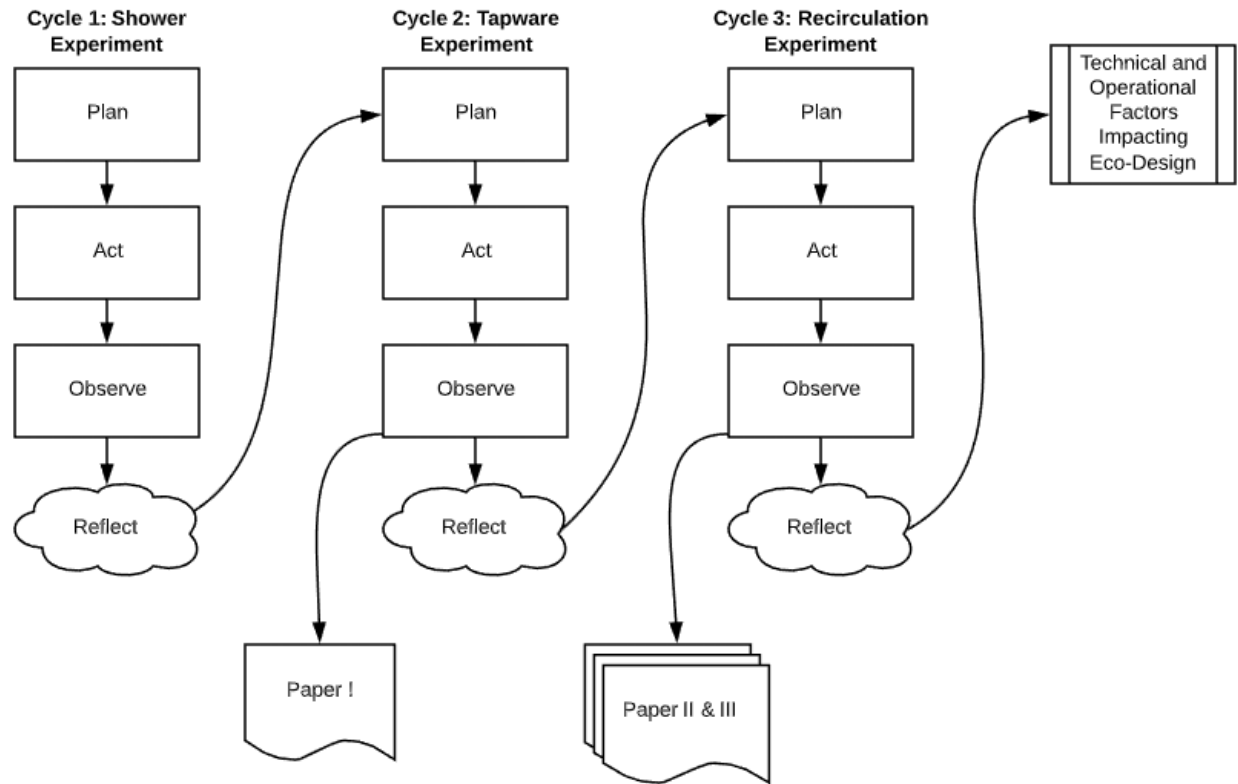 Cycle 1: Shower
Experiment
Plan
Act
Observe
Reflect
Cycle 2: Tapware
Experiment
Plan
Act
Observe
Reflect
Paper !
Cycle 3: Recirculation
Experiment
Plan
Act
Observe
Reflect
Paper II & III
Technical and
Operational
Factors
Impacting
Eco-Design